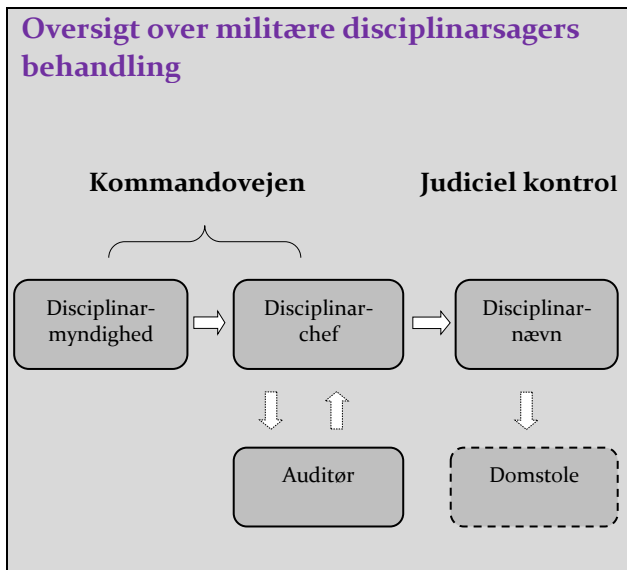 Oversigt over militære disciplinarsagers
behandling
Kommandovejen
Judiciel kontrol
Disciplinar-
myndighed
Disciplinar-
chef
Disciplinar-
nævn
Auditør
Domstole